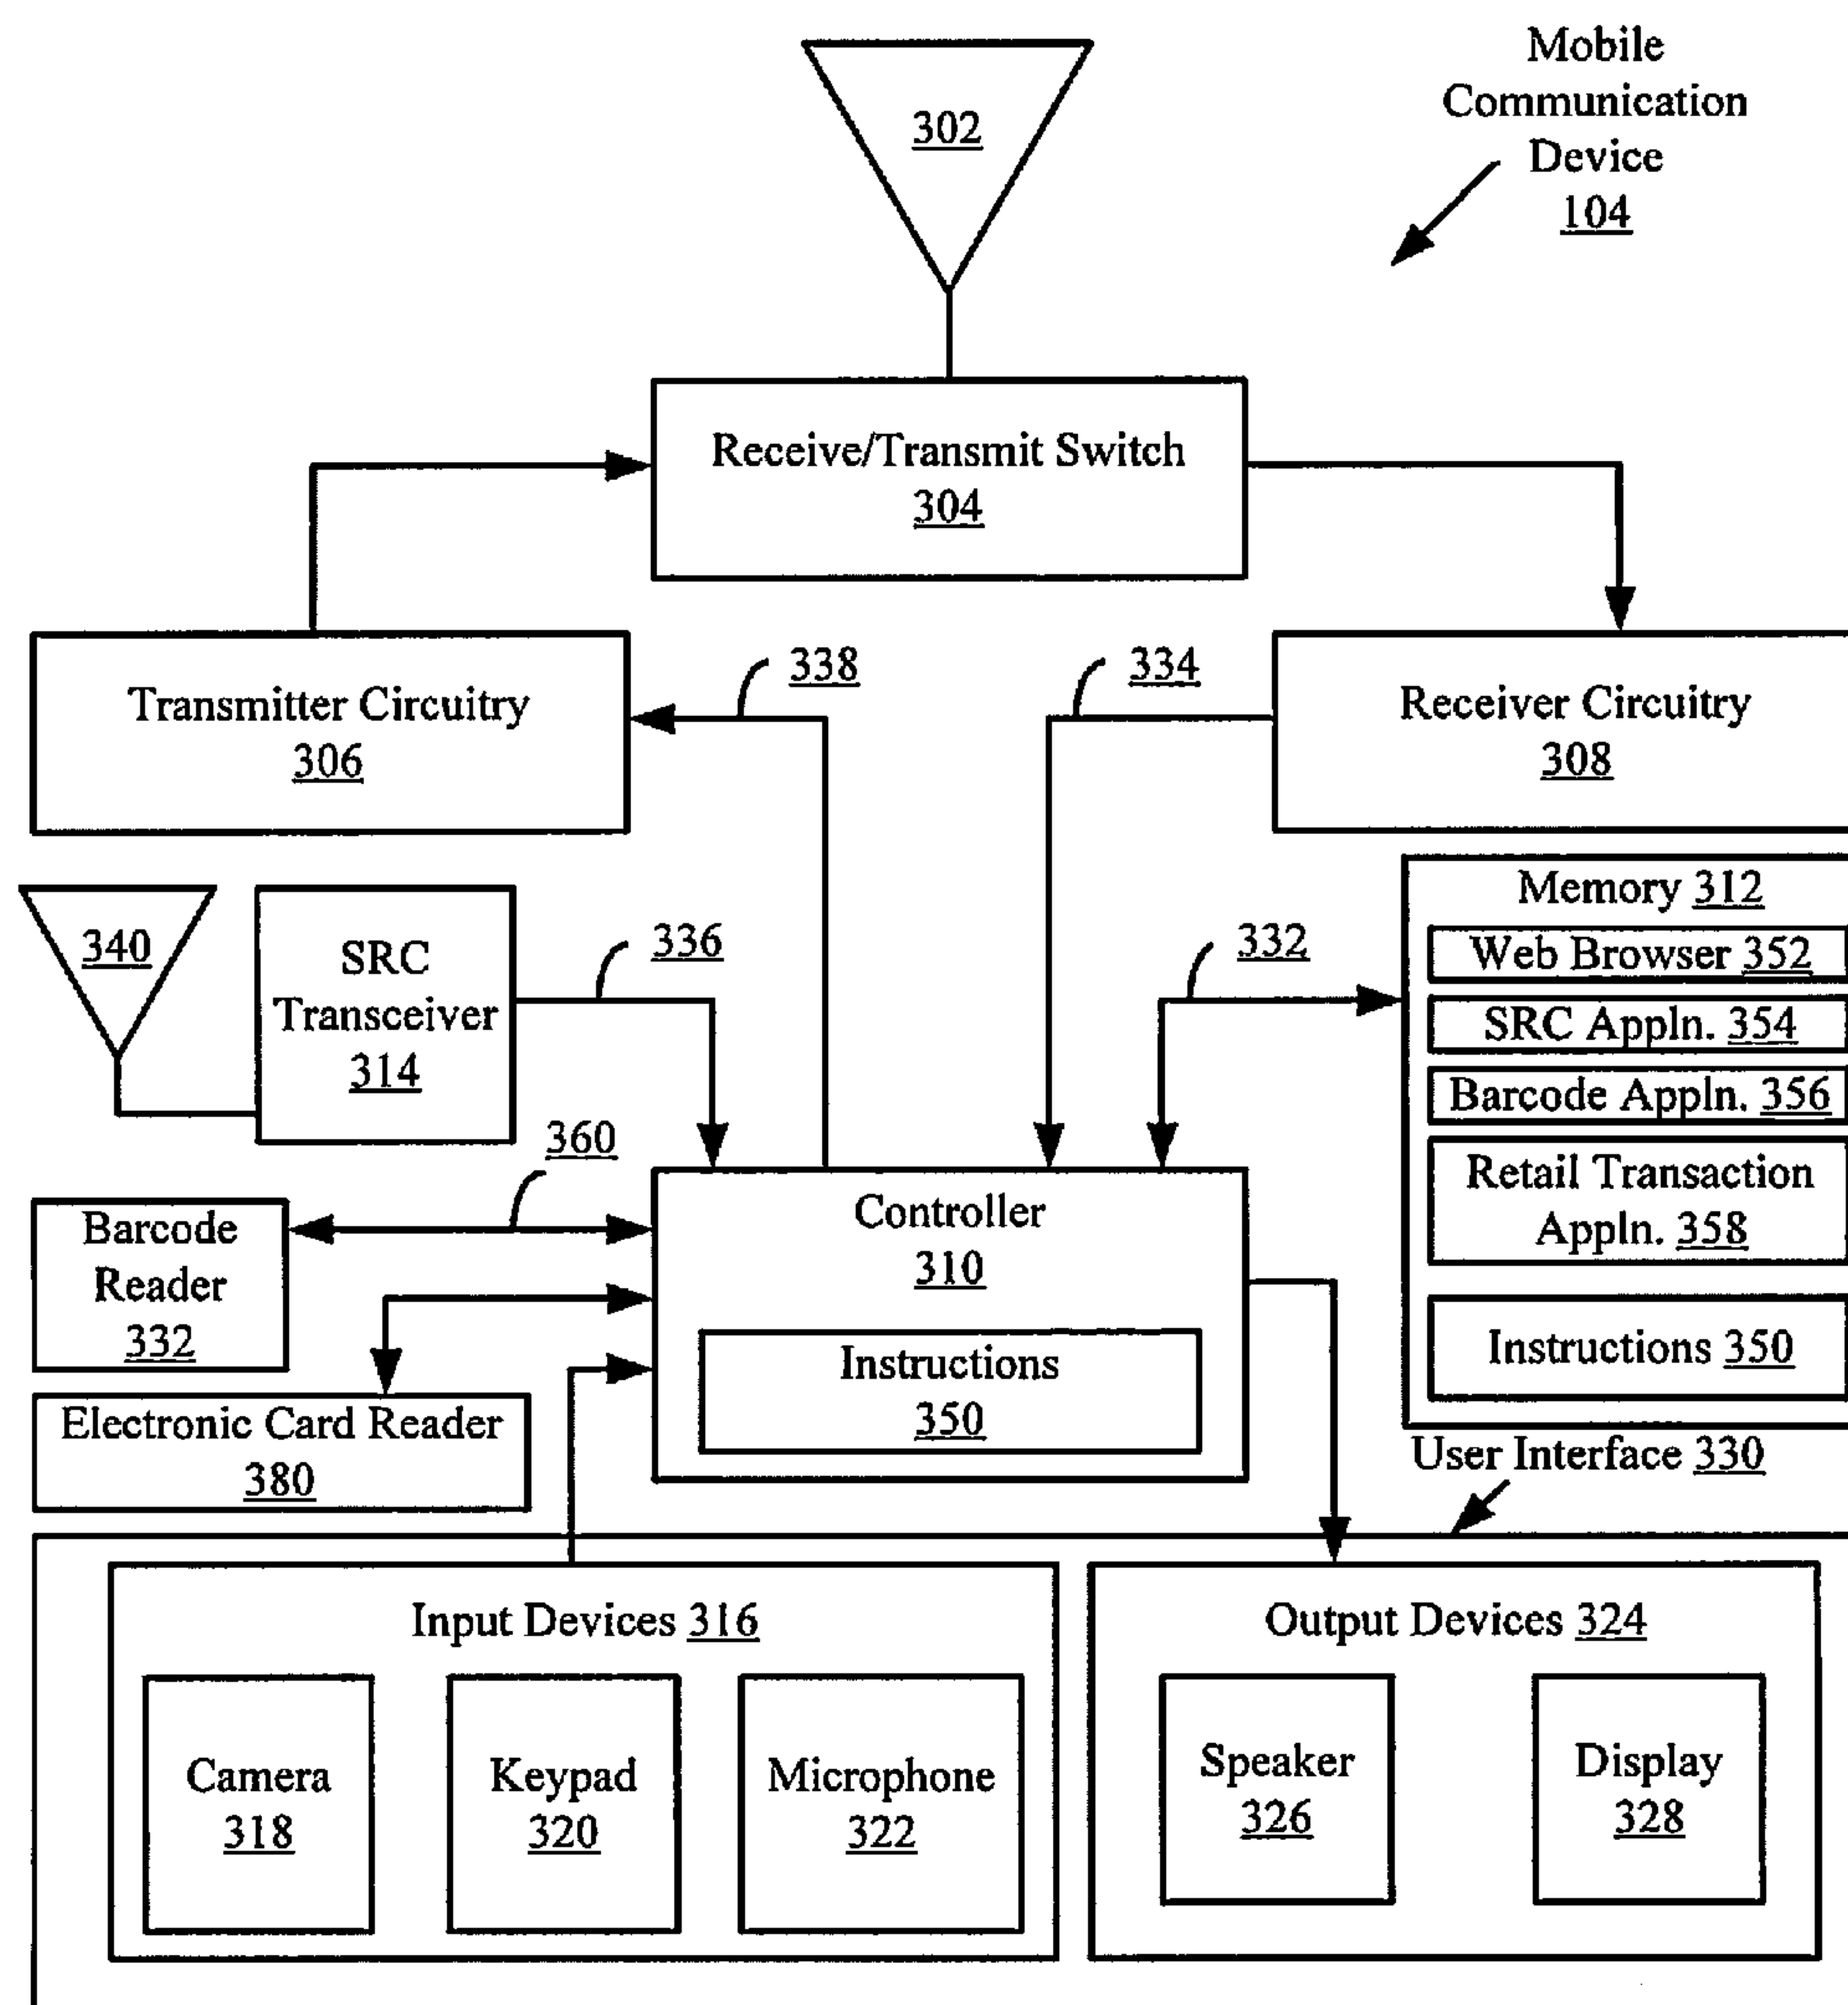 Mobile
Communication
Device
104
302
Receive/Transmit Switch
304
338
334
Transmitter Circuitry
306
Receiver Circuitry
308
340
SRC
Transceiver
314
336
332
Memory 312
Web Browser 352
SRC Appln. 354
Barcode Appln. 356
Retail Transaction
Appln. 358
Instructions 350
360
Barcode
Reader
332
Controller
310
Instructions
350
Electronic Card Reader
380
User Interface 330
Input Devices 316
Camera
318
Keypad
320
Microphone
322
Output Devices 324
Speaker
326
Display
328